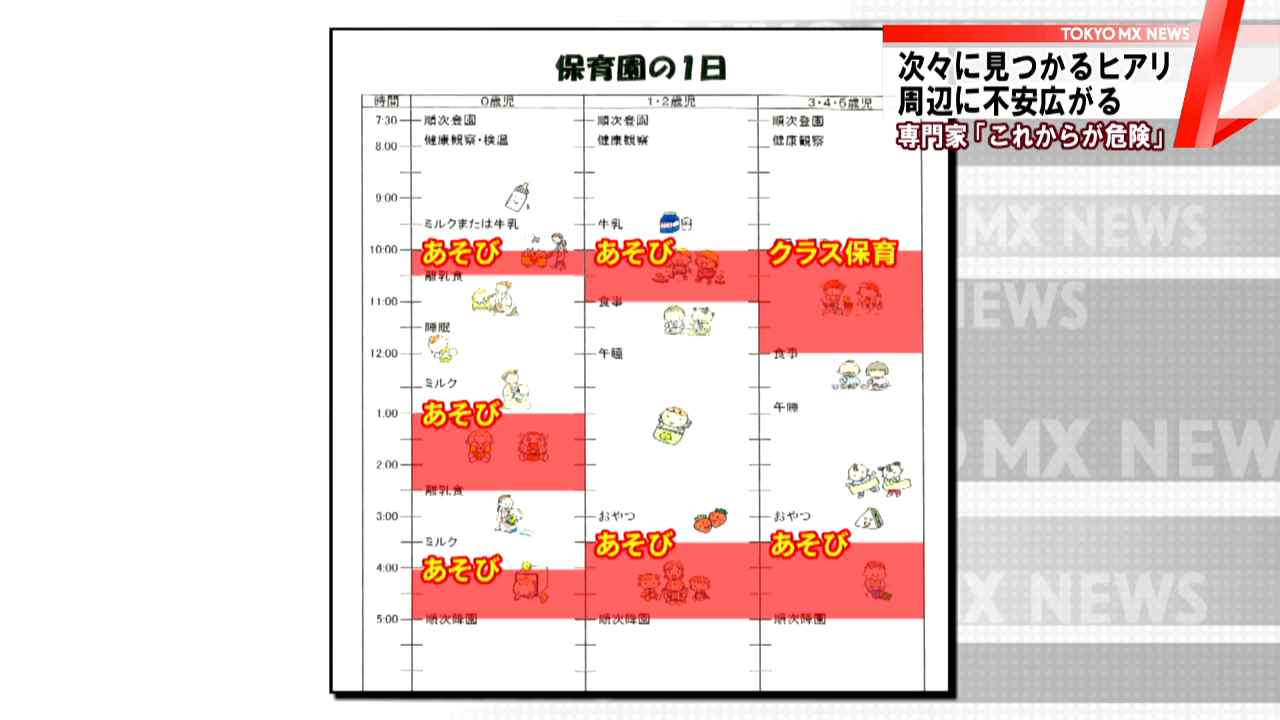 TOKYO MX NEWS
次々に見つかるヒアリ
周辺に不安広がる
専門家「これからが危険」
保育園の1日
時間 0歳児 1・2歳児 3・4・5歳児
7:30 順次登園 順次登園 順次登園
8:00 健康観察・検温 健康観察 健康観察
9:00
ミルクまたは牛乳 牛乳
10:00 あそび あそび クラス保育
離乳食
11:00 食事
睡眠
12:00 午睡 食事
ミルク
1:00 あそび 午睡
2:00
離乳食
3:00 おやつ おやつ
ミルク あそび あそび
4:00 あそび
5:00 順次降園 順次降園 順次降園
MX NEWS
NEWS
MX NEW
MX NEWS